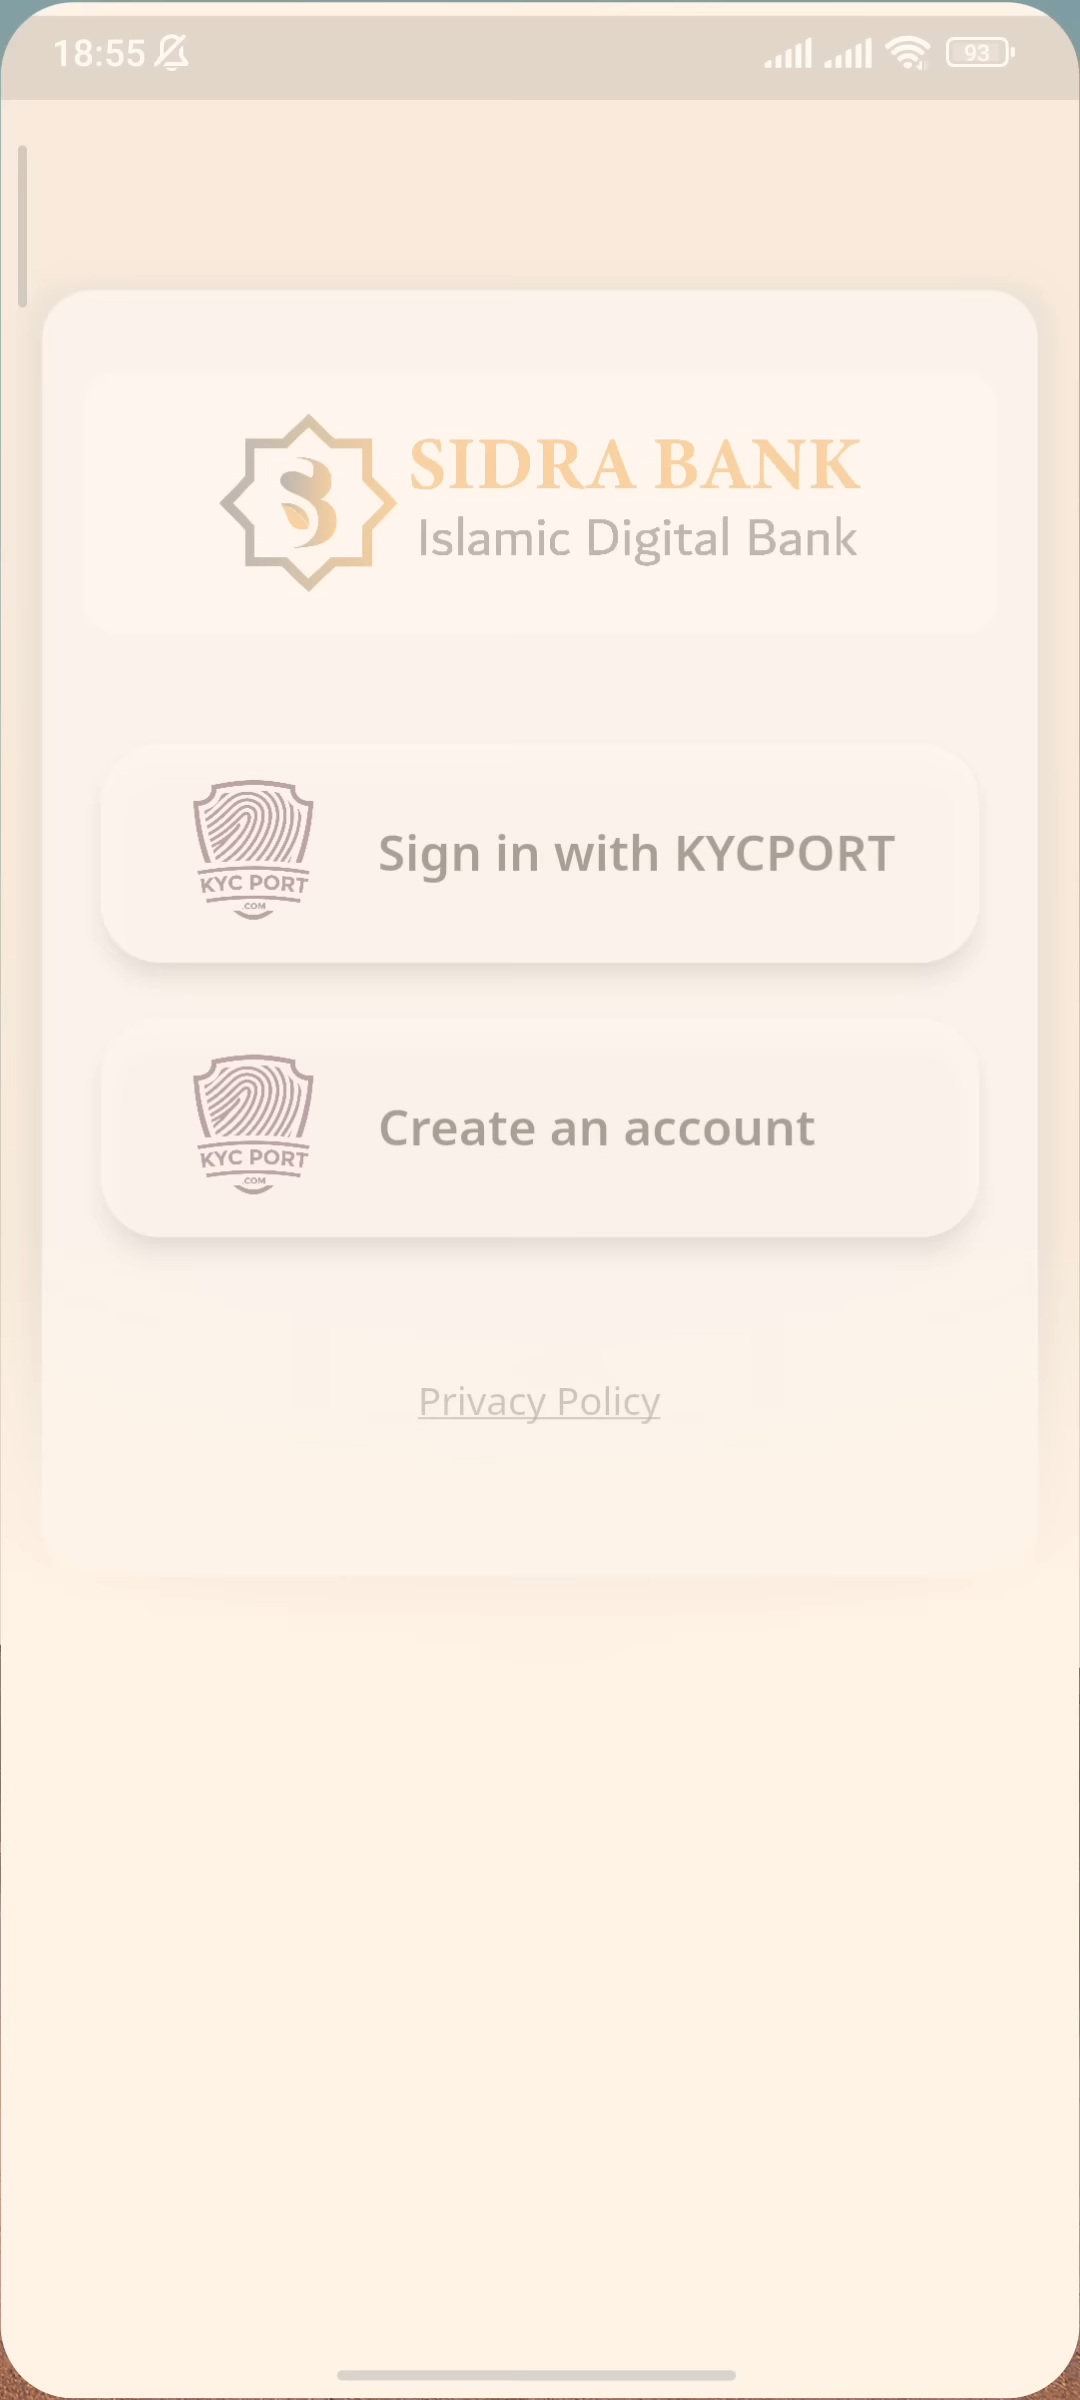 18:55
93
SIDRA BANK
Islamic Digital Bank
KYC PORT
.COM
Sign in with KYCPORT
KYC PORT
.COM
Create an account
Privacy Policy